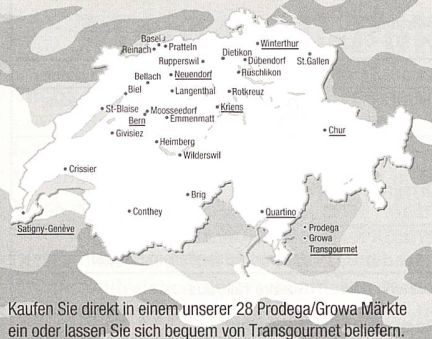 Basel
Reinach Pratteln
Rupperswil
Dietikon
Winterthur
Dübendorf
St.Gallen
Bellach
Neuendorf
Rüschlikon
Biel
Langenthal
Rotkreuz
St-Blaise
Moosseedorf
Kriens
Bern
Emmenmatt
Givisiez
Chur
Heimberg
Wilderswil
Crissier
Brig
Conthey
Quartino
Satigny-Genève
• Prodega
• Growa
Transgourmet
Kaufen Sie direkt in einem unserer 28 Prodega/Growa Märkte
ein oder lassen Sie sich bequem von Transgourmet beliefern.